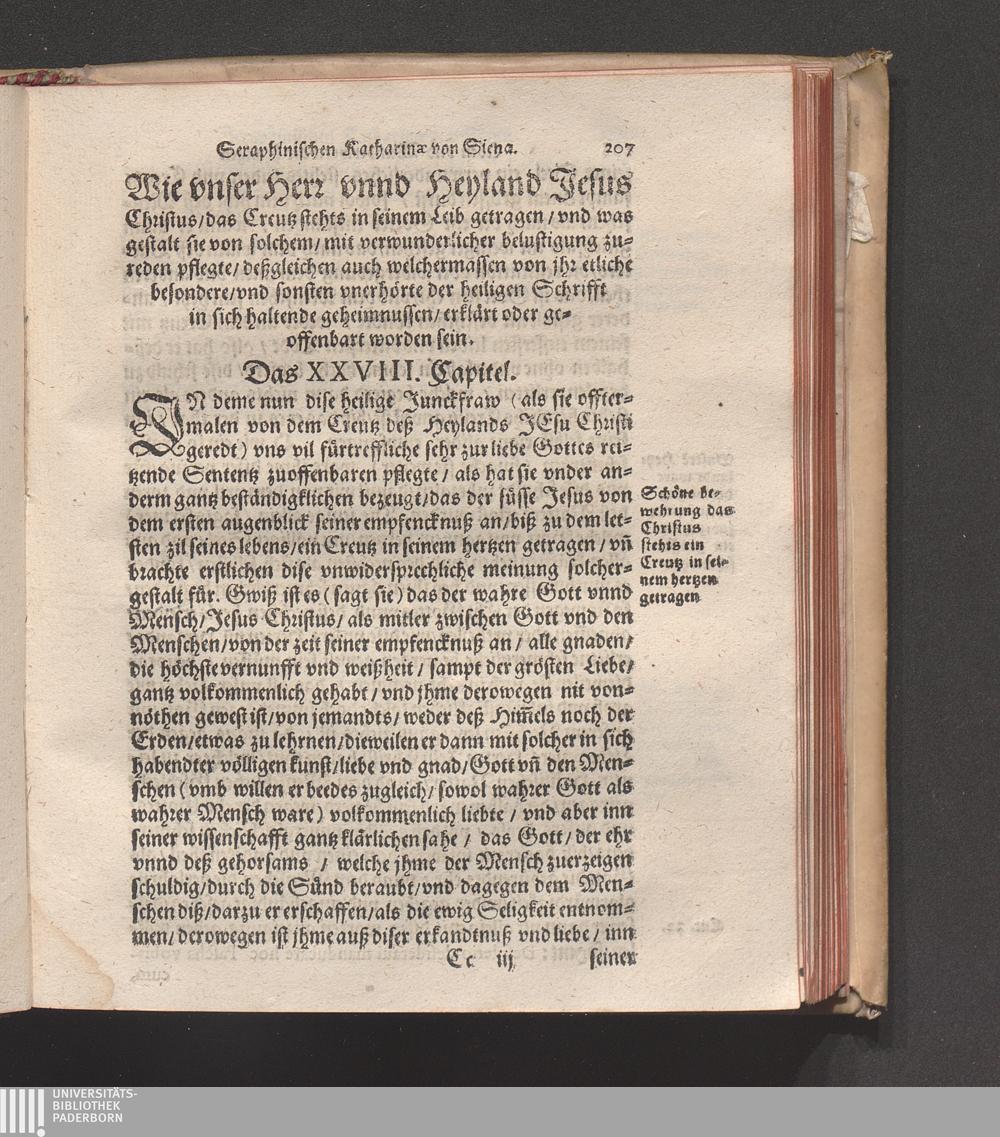 Seraphinischen Katharinæ von Siena. 207
Wie vnser Herr vnnd Heyland Jesus
Christus/das Creutz stehts in seinem Leib getragen/vnd was
gestalt sie von solchem/mit verwunderlicher belustigung zu-
reden pflegte/deßgleichen auch welchermassen von jhr etliche
besondere/vnd sonsten vnerhörte der heiligen Schrifft
in sich haltende geheimnussen/erklärt oder ge-
offenbart worden sein.
Das XXVIII. Capitel.
IN deme nun dise heilige Junckfraw (als sie offter-
malen von dem Creutz deß Heylands JEsu Christi
geredt) vns vil fürtreffliche sehr zur liebe Gottes rei-
tzende Sententz zuoffenbaren pflegte/als hat sie vnder an-
derm gantz beständigklichen bezeugt/das der süsse Jesus von
dem ersten augenblick seiner empfencknuß an/biß zu dem let-
sten zil seines lebens/ein Creutz in seinem hertzen getragen/vñ
brachte erstlichen dise vnwidersprechliche meinung solcher-
gestalt für. Gwiß ist es (sagt sie) das der wahre Gott vnnd
Mensch/Jesus Christus/als mitler zwischen Gott vnd den
Menschen/von der zeit seiner empfencknuß an/alle gnaden/
die höchste vernunfft vnd weißheit/sampt der grösten Liebe/
gantz volkommenlich gehabt/vnd jhme derowegen nit von-
nöthen gewest ist/von jemandts/weder deß Him̃els noch der
Erden/etwas zu lehrnen/dieweilen er dann mit solcher in sich
habendter völligen kunst/liebe vnd gnad/Gott vñ den Men-
schen (vmb willen er beedes zugleich/sowol wahrer Gott als
wahrer Mensch ware) volkommenlich liebte/vnd aber inn
seiner wissenschafft gantz klärlichen sahe/das Gott/der ehr
vnnd deß gehorsams/welche jhme der Mensch zuerzeigen
schuldig/durch die Sünd beraubt/vnd dagegen dem Men-
schen diß/darzu er erschaffen/als die ewig Seligkeit entnom-
men/derowegen ist jhme auß diser erkandtnuß vnd liebe/inn
Cc iij seiner
Schöne be-
wehrung das
Christus
stehts ein
Creutz in sei-
nem hertzen
getragen
UNIVERSITÄTS-
BIBLIOTHEK
PADERBORN